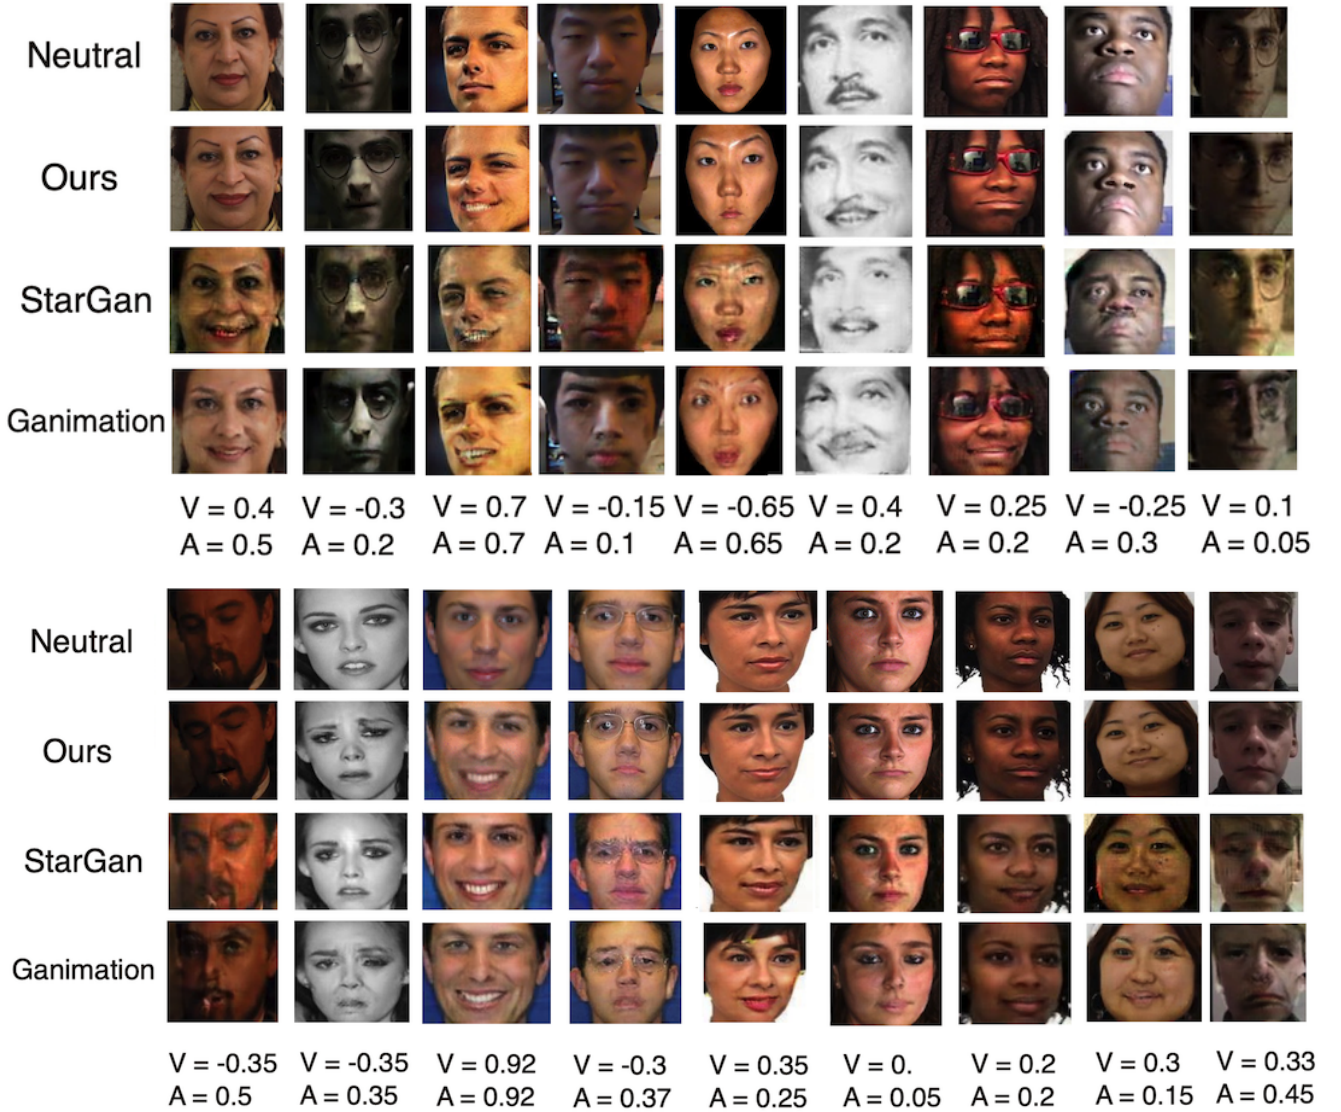 Neutral
Ours
StarGan
Ganimation
V = 0.4 V = -0.3 V = 0.7 V = -0.15 V = -0.65 V = 0.4 V = 0.25 V = -0.25 V = 0.1
A = 0.5 A = 0.2 A = 0.7 A = 0.1 A = 0.65 A = 0.2 A = 0.2 A = 0.3 A = 0.05
Neutral
Ours
StarGan
Ganimation
V = -0.35 V = -0.35 V = 0.92 V = -0.3 V = 0.35 V = 0. V = 0.2 V = 0.3 V = 0.33
A = 0.5 A = 0.35 A = 0.92 A = 0.37 A = 0.25 A = 0.05 A = 0.2 A = 0.15 A = 0.45